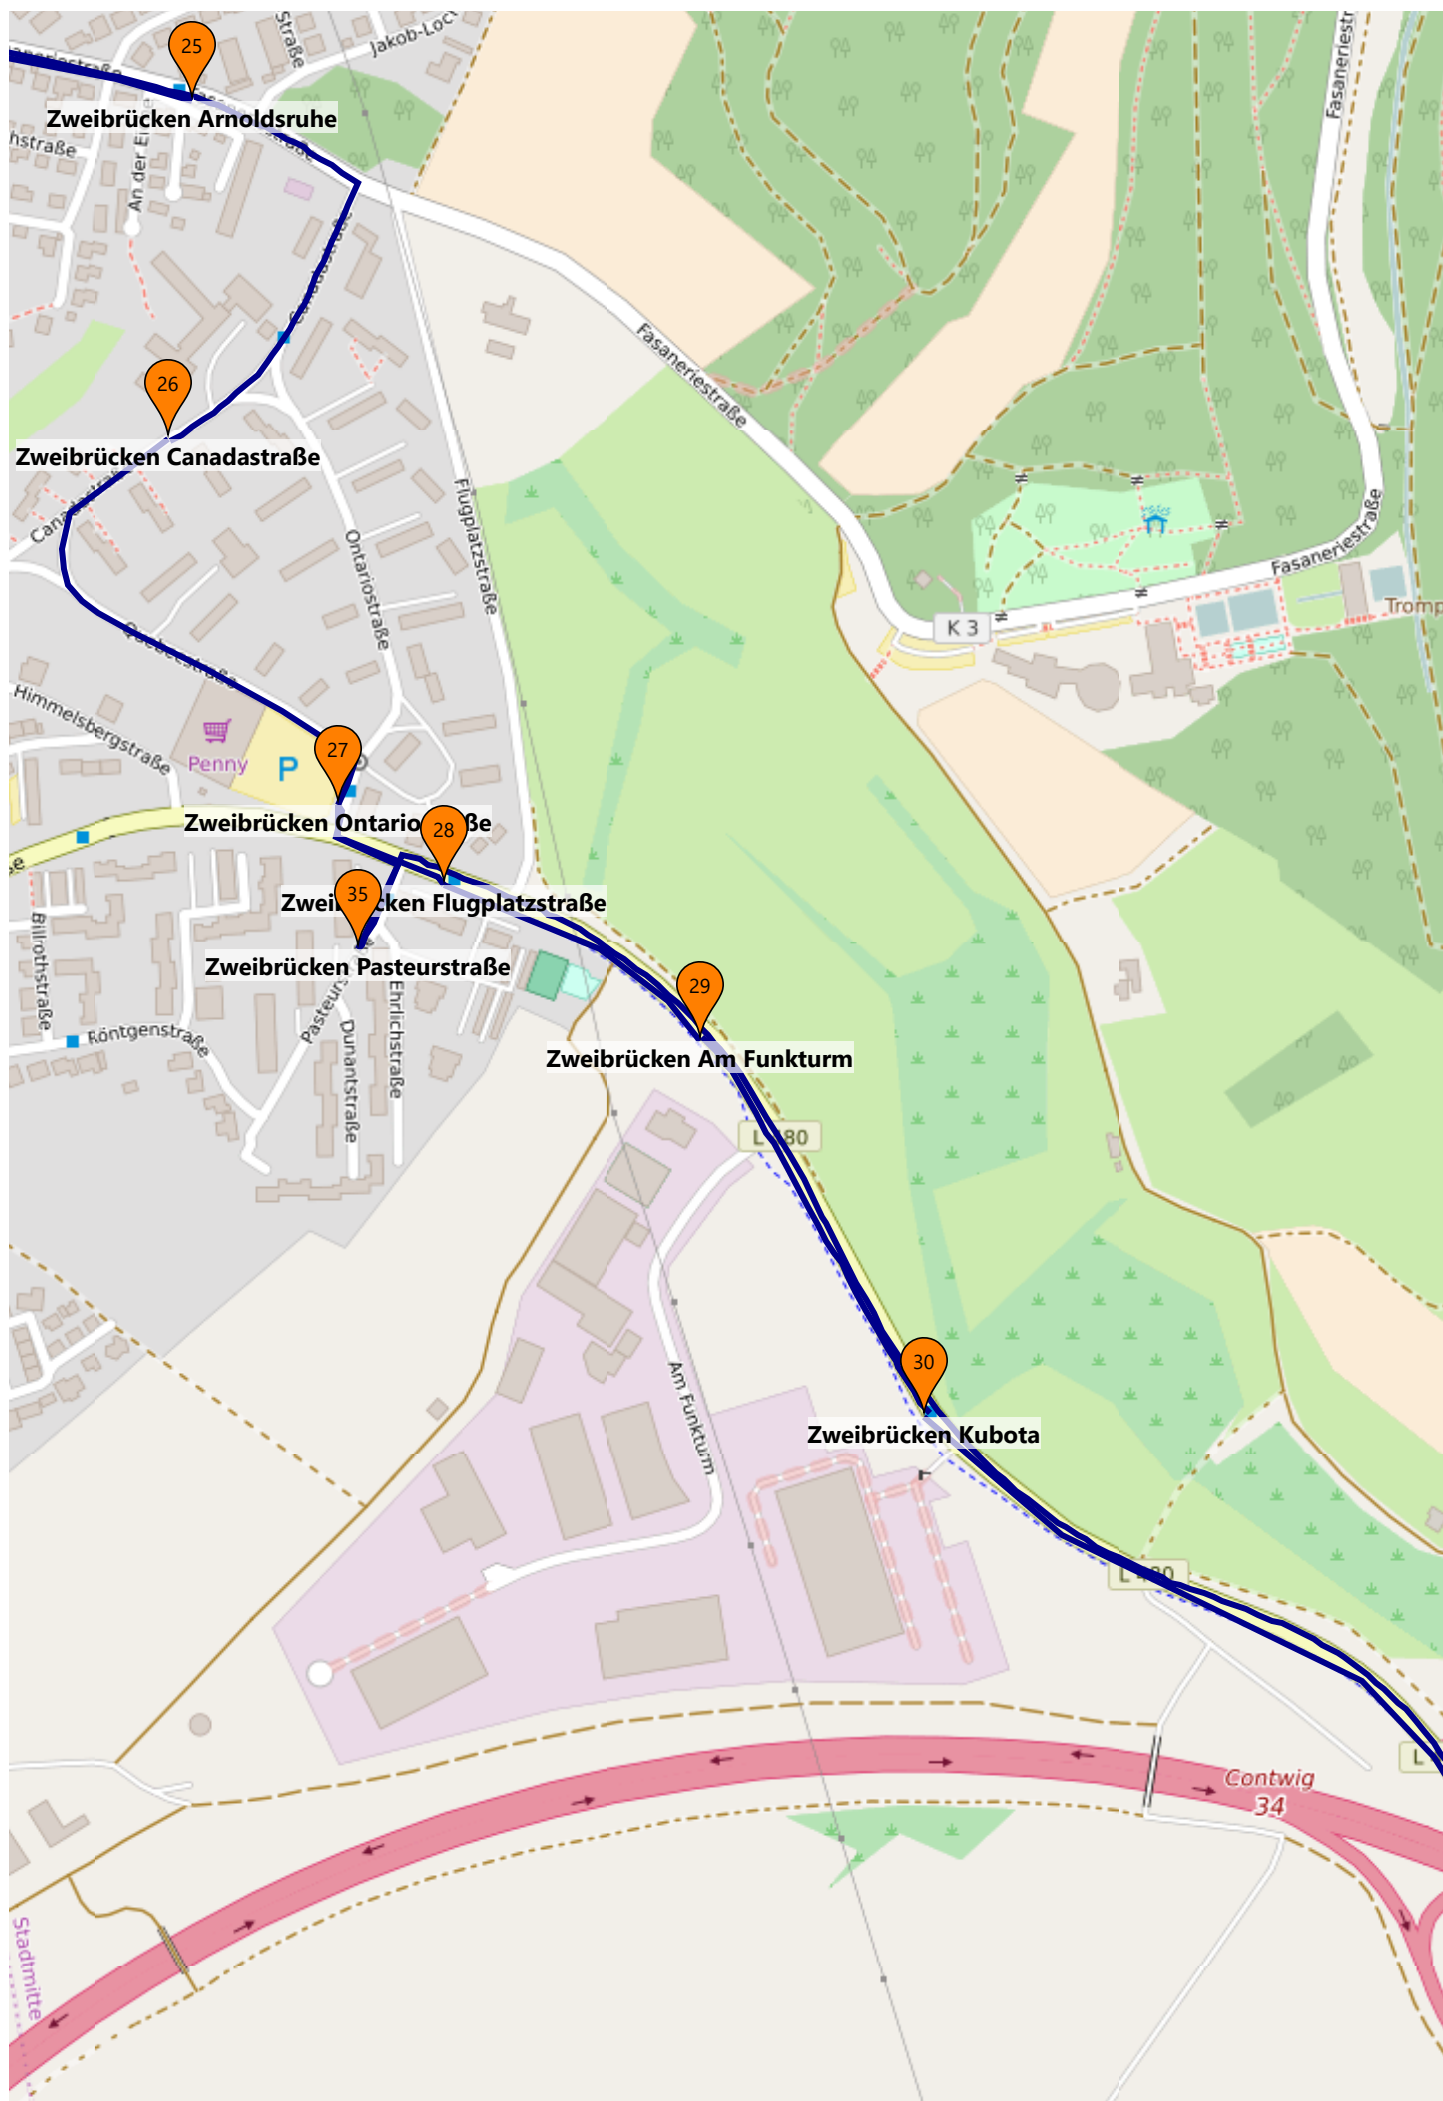 25
Zweibrücken Arnoldsruhe
Straße
Jakob-Loc
An der Ei
hstraße
Canadastraße
Fasaneriestr
26
Zweibrücken Canadastraße
Fasaneriestraße
Flugplatzstraße
Ontariostraße
Fasaneriestraße
K 3
Tromp
Quebecstraße
Himmelsbergstraße
Penny
P
27
Zweibrücken Ontario
ße
28
Zwei
cken Flugplatzstraße
35
Zweibrücken Pasteurstraße
Billrothstraße
Röntgenstraße
Pasteurs
Dunantstraße
Ehrlichstraße
29
Zweibrücken Am Funkturm
L 480
Am Funkturm
30
Zweibrücken Kubota
L 480
L
Contwig
34
Stadtmitte